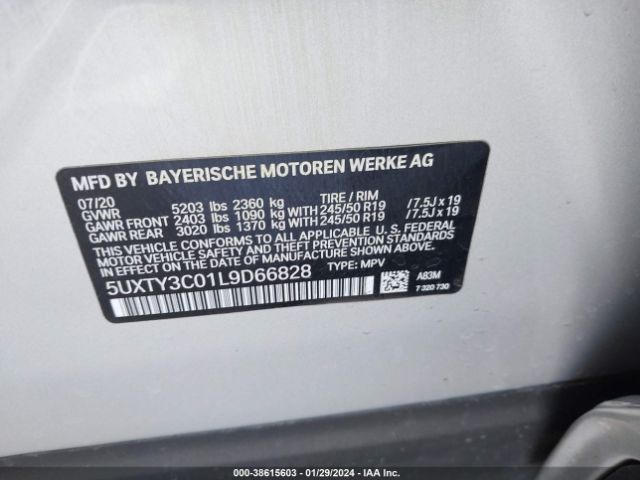 MFD BY BAYERISCHE MOTOREN WERKE AG
07/20
GVWR 5203 lbs 2360 kg TIRE / RIM
GAWR FRONT 2403 lbs 1090 kg WITH 245/50 R19 /7.5J x 19
GAWR REAR 3020 lbs 1370 kg WITH 245/50 R19 /7.5J x 19
THIS VEHICLE CONFORMS TO ALL APPLICABLE U. S. FEDERAL
MOTOR VEHICLE SAFETY, BUMPER, AND THEFT PREVENTION
STANDARDS IN EFFECT ON THE DATE OF MANUFACTURE SHOWN ABOVE.
5UXTY3C01L9D66828 TYPE: MPV
A83M
7 320 730
000-38615603 | 01/29/2024 | IAA Inc.